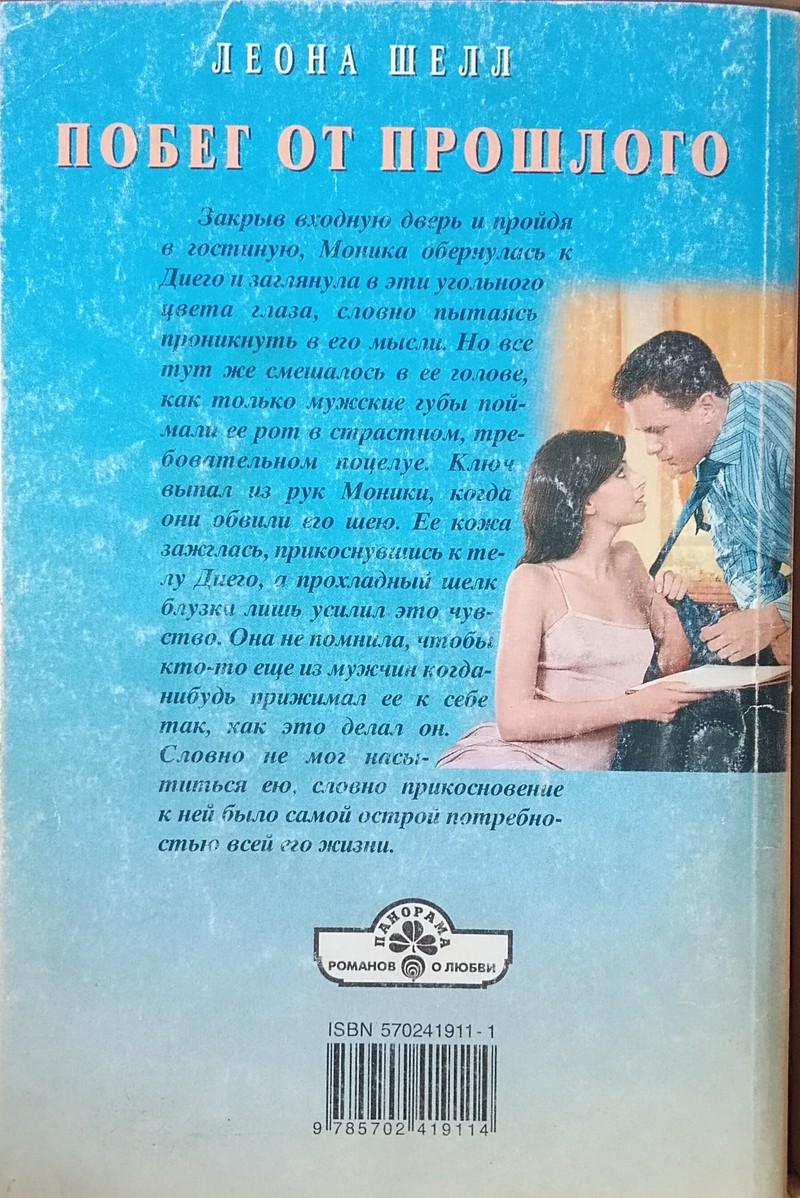 ЛЕОНА ШЕЛЛ
ПОБЕГ ОТ ПРОШЛОГО
Закрыв входную дверь и пройдя
в гостиную, Моника обернулась к
Диего и заглянула в эти угольного
цвета глаза, словно пытаясь
проникнуть в его мысли. Но все
тут же смешалось в ее голове,
как только мужские губы пой-
мали ее рот в страстном, тре-
бовательном поцелуе. Ключ
выпал из рук Моники, когда
они обвили его шею. Ее кожа
зажглась, прикоснувшись к те-
лу Диего, а прохладный шелк
блузки лишь усилил это чув-
ство. Она не помнила, чтобы
кто-то еще из мужчин когда-
нибудь прижимал ее к себе
так, как это делал он.
Словно не мог насы-
титься ею, словно прикосновение
к ней было самой острой потребно-
стью всей его жизни.
ПАНОРАМА
РОМАНОВ О ЛЮБВИ
ISBN 570241911-1
9 785702 419114